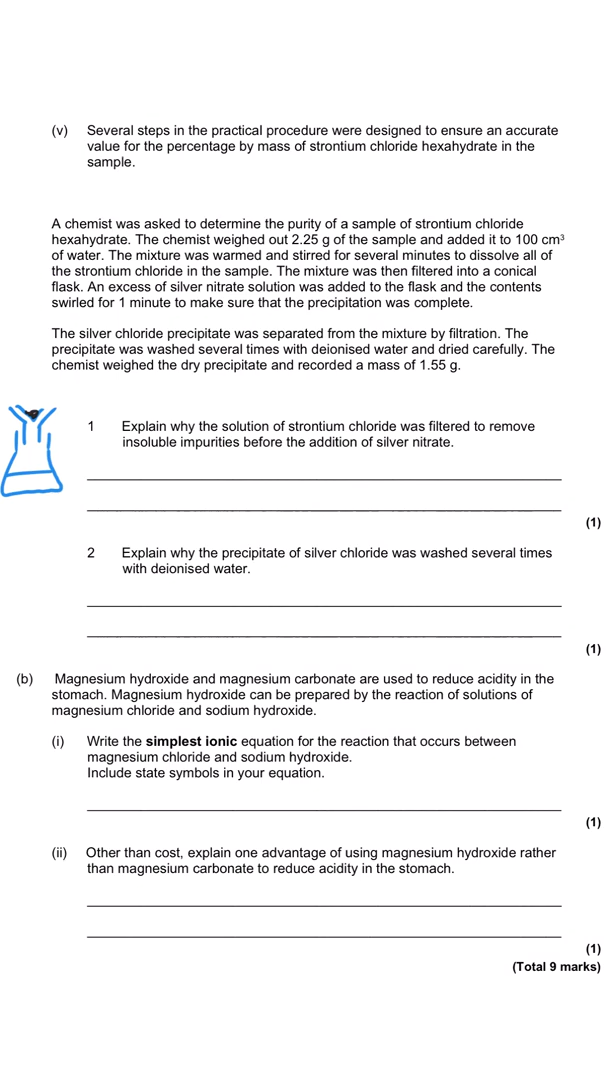 (v) Several steps in the practical procedure were designed to ensure an accurate
value for the percentage by mass of strontium chloride hexahydrate in the
sample.
A chemist was asked to determine the purity of a sample of strontium chloride
hexahydrate. The chemist weighed out 2.25 g of the sample and added it to 100 cm³
of water. The mixture was warmed and stirred for several minutes to dissolve all of
the strontium chloride in the sample. The mixture was then filtered into a conical
flask. An excess of silver nitrate solution was added to the flask and the contents
swirled for 1 minute to make sure that the precipitation was complete.
The silver chloride precipitate was separated from the mixture by filtration. The
precipitate was washed several times with deionised water and dried carefully. The
chemist weighed the dry precipitate and recorded a mass of 1.55 g.
1 Explain why the solution of strontium chloride was filtered to remove
insoluble impurities before the addition of silver nitrate.
(1)
2 Explain why the precipitate of silver chloride was washed several times
with deionised water.
(1)
(b) Magnesium hydroxide and magnesium carbonate are used to reduce acidity in the
stomach. Magnesium hydroxide can be prepared by the reaction of solutions of
magnesium chloride and sodium hydroxide.
(i) Write the simplest ionic equation for the reaction that occurs between
magnesium chloride and sodium hydroxide.
Include state symbols in your equation.
(1)
(ii) Other than cost, explain one advantage of using magnesium hydroxide rather
than magnesium carbonate to reduce acidity in the stomach.
(1)
(Total 9 marks)